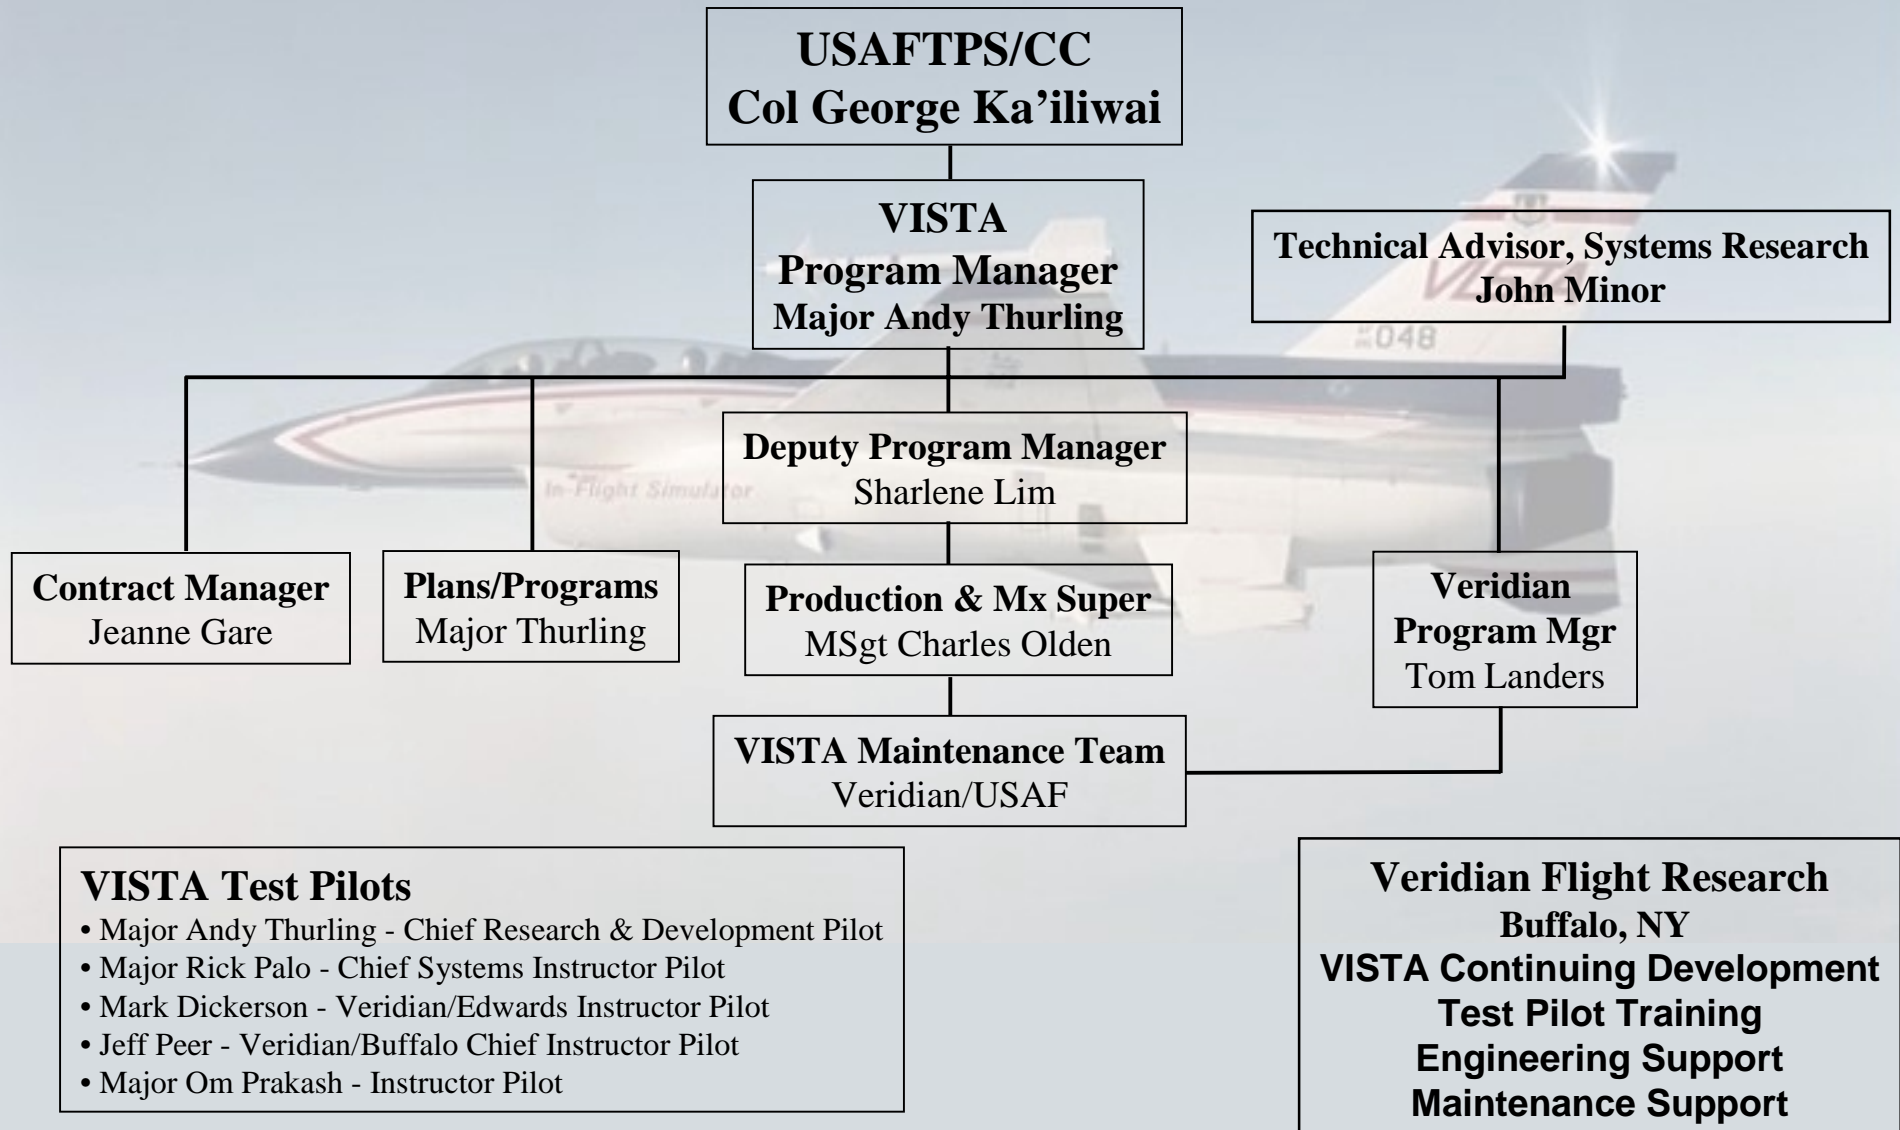 USAFTPS/CC
Col George Ka’iliwai
VISTA
Program Manager
Major Andy Thurling
Technical Advisor, Systems Research
John Minor
VISTA
048
In-Flight Simulator
Deputy Program Manager
Sharlene Lim
Contract Manager
Jeanne Gare
Plans/Programs
Major Thurling
Production & Mx Super
MSgt Charles Olden
Veridian
Program Mgr
Tom Landers
VISTA Maintenance Team
Veridian/USAF
VISTA Test Pilots
• Major Andy Thurling - Chief Research & Development Pilot
• Major Rick Palo - Chief Systems Instructor Pilot
• Mark Dickerson - Veridian/Edwards Instructor Pilot
• Jeff Peer - Veridian/Buffalo Chief Instructor Pilot
• Major Om Prakash - Instructor Pilot
Veridian Flight Research
Buffalo, NY
VISTA Continuing Development
Test Pilot Training
Engineering Support
Maintenance Support